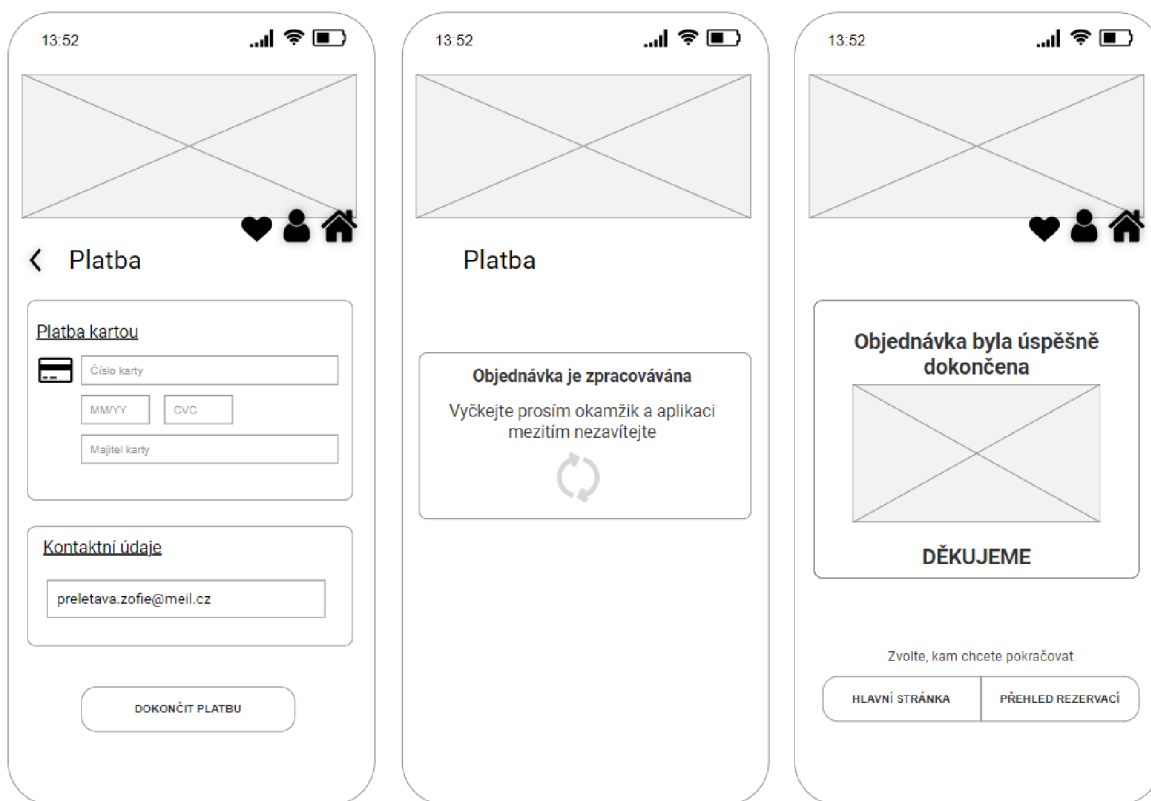 13:52
Platba
Platba kartou
Číslo karty
MM/YY
CVC
Majitel karty
Kontaktní údaje
preletava.zofie@meil.cz
DOKONČIT PLATBU
13:52
Platba
Objednávka je zpracovávána
Vyčkejte prosím okamžik a aplikaci
mezitím nezavítejte
13:52
Objednávka byla úspěšně
dokončena
DĚKUJEME
Zvolte, kam chcete pokračovat
HLAVNÍ STRÁNKA
PŘEHLED REZERVACÍ